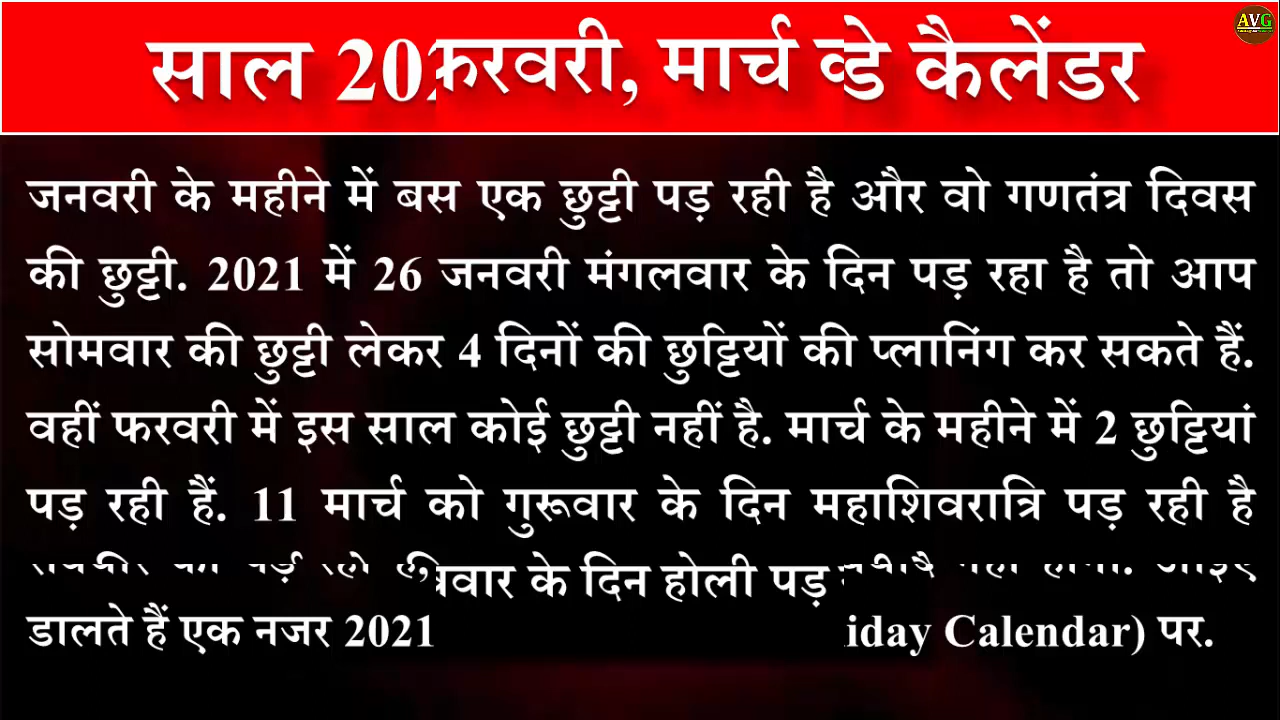 AVG
साल फरवरी, मार्च कैलेंडर
जनवरी के महीने में बस एक छुट्टी पड़ रही है और वो गणतंत्र दिवस
की छुट्टी. 2021 में 26 जनवरी मंगलवार के दिन पड़ रहा है तो आप
सोमवार की छुट्टी लेकर 4 दिनों की छुट्टियों की प्लानिंग कर सकते हैं.
वहीं फरवरी में इस साल कोई छुट्टी नहीं है. मार्च के महीने में 2 छुट्टियां
पड़ रही हैं. 11 मार्च को गुरूवार के दिन महाशिवरात्रि पड़ रही है
के दिन होली पड़
डालते हैं एक नजर 2021 Calendar) पर.